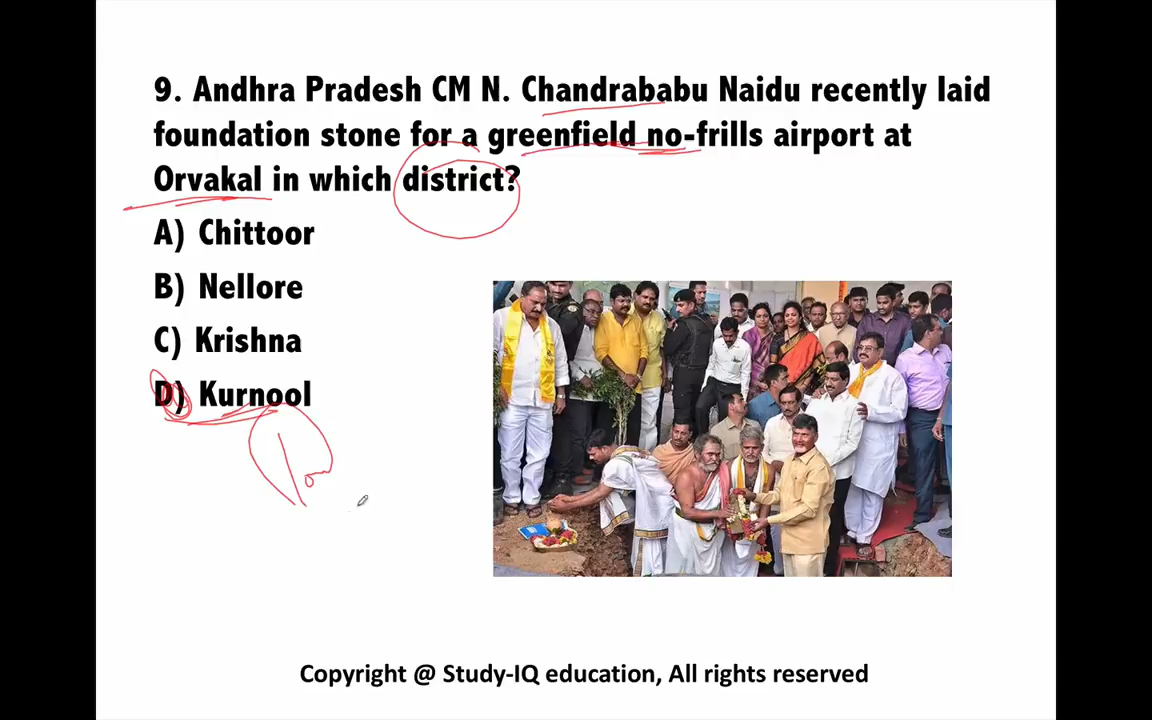 9. Andhra Pradesh CM N. Chandrababu Naidu recently laid
foundation stone for a greenfield no-frills airport at
Orvakal in which district?
A) Chittoor
B) Nellore
C) Krishna
D) Kurnool
Copyright @ Study-IQ education, All rights reserved